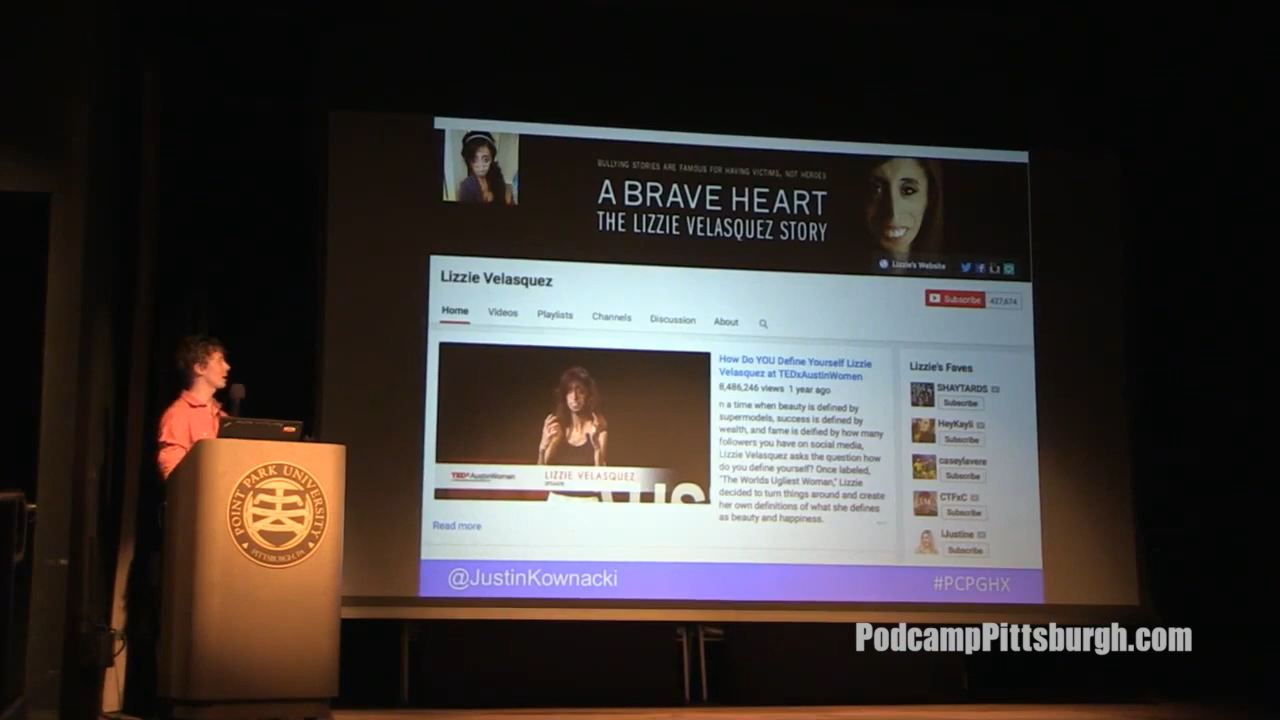 BULLYING STORIES ARE FAMOUS FOR HAVING VICTIMS, NOT HEROES
A BRAVE HEART
THE LIZZIE VELASQUEZ STORY
Lizzie's Website
Lizzie Velasquez
Subscribe 427,674
Home Videos Playlists Channels Discussion About
How Do YOU Define Yourself Lizzie
Velasquez at TEDxAustinWomen
8,486,246 views 1 year ago
n a time when beauty is defined by
supermodels, success is defined by
wealth, and fame is deified by how many
followers you have on social media,
Lizzie Velasquez asks the question how
do you define yourself? Once labeled,
"The Worlds Ugliest Woman," Lizzie
decided to turn things around and create
her own definitions of what she defines
as beauty and happiness.
TEDxAustinWomen
LIZZIE VELASQUEZ
Read more
Lizzie's Faves
SHAYTARDS
Subscribe
HeyKayli
Subscribe
caseylavere
Subscribe
CTFxC
Subscribe
iJustine
Subscribe
@JustinKownacki
#PCPGHX
POINT PARK UNIVERSITY
PITTSBURGH, PA
PodcampPittsburgh.com